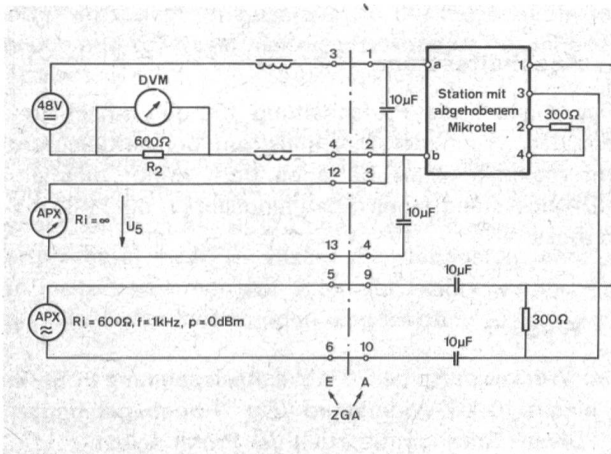 3 1
a 1
DVM
Station mit
abgehobenem
Mikrotel
3
48V
10µF
300Ω
2
600Ω
R2
4 2
b 4
12 3
APX
Ri=∞
U5
10µF
13 4
5 9
10µF
APX
Ri=600Ω, f=1kHz, p=0dBm
300Ω
10µF
6 10
E A
ZGA